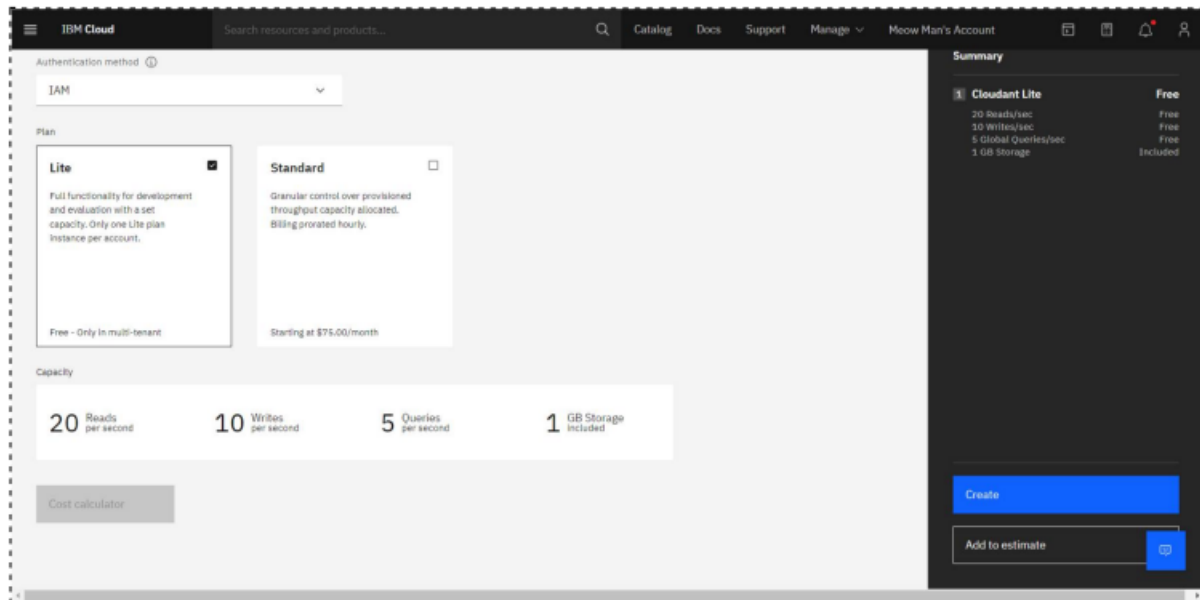 IBM Cloud
Search resources and products...
Catalog
Docs
Support
Manage
Meow Man's Account
Authentication method
IAM
Plan
Lite
Full functionality for development
and evaluation with a set
capacity. Only one Lite plan
instance per account.
Free - Only in multi-tenant
Standard
Granular control over provisioned
throughput capacity allocated.
Billing prorated hourly.
Starting at $75.00/month
Capacity
20 Reads
per second
10 Writes
per second
5 Queries
per second
1 GB Storage
included
Cost calculator
Summary
1 Cloudant Lite Free
20 Reads/sec Free
10 Writes/sec Free
5 Global Queries/sec Free
1 GB Storage Included
Create
Add to estimate